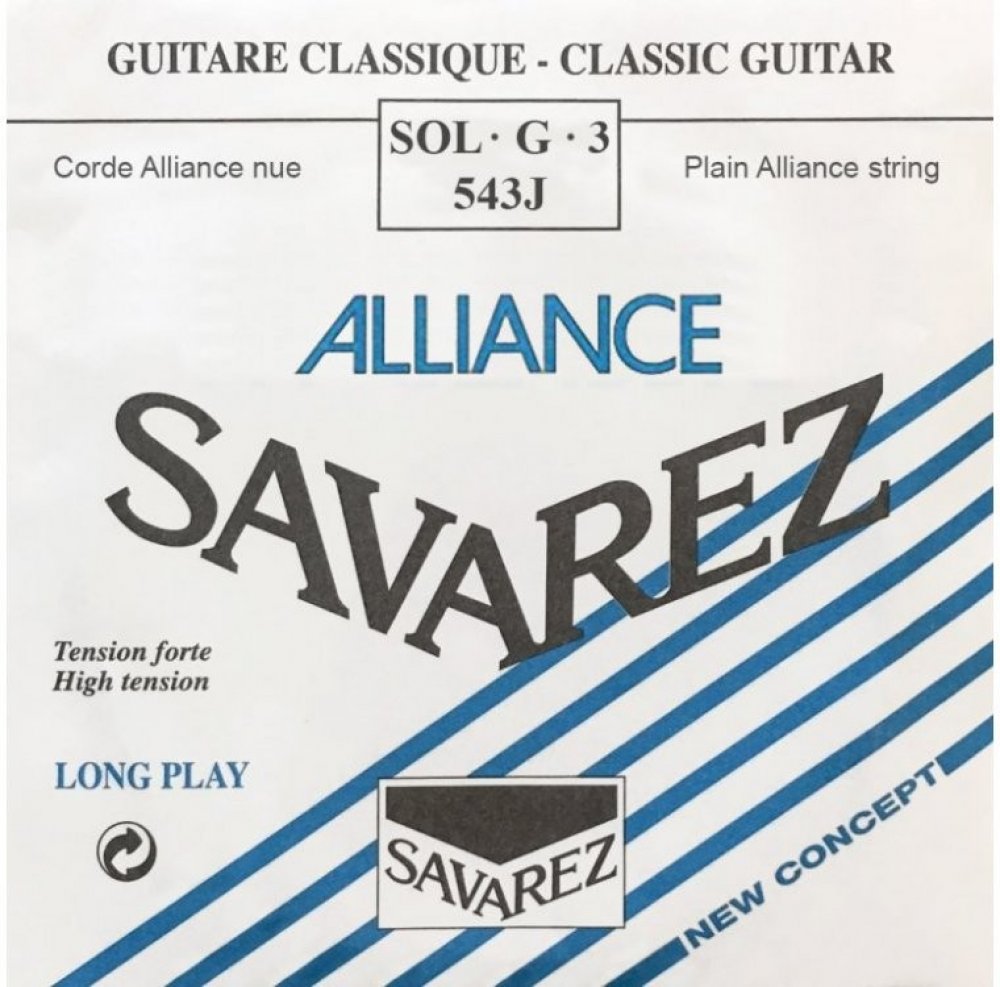 GUITARE CLASSIQUE - CLASSIC GUITAR
SOL · G · 3
543J
Corde Alliance nue
Plain Alliance string
ALLIANCE
SAVAREZ
Tension forte
High tension
LONG PLAY
SAVAREZ
NEW CONCEPT